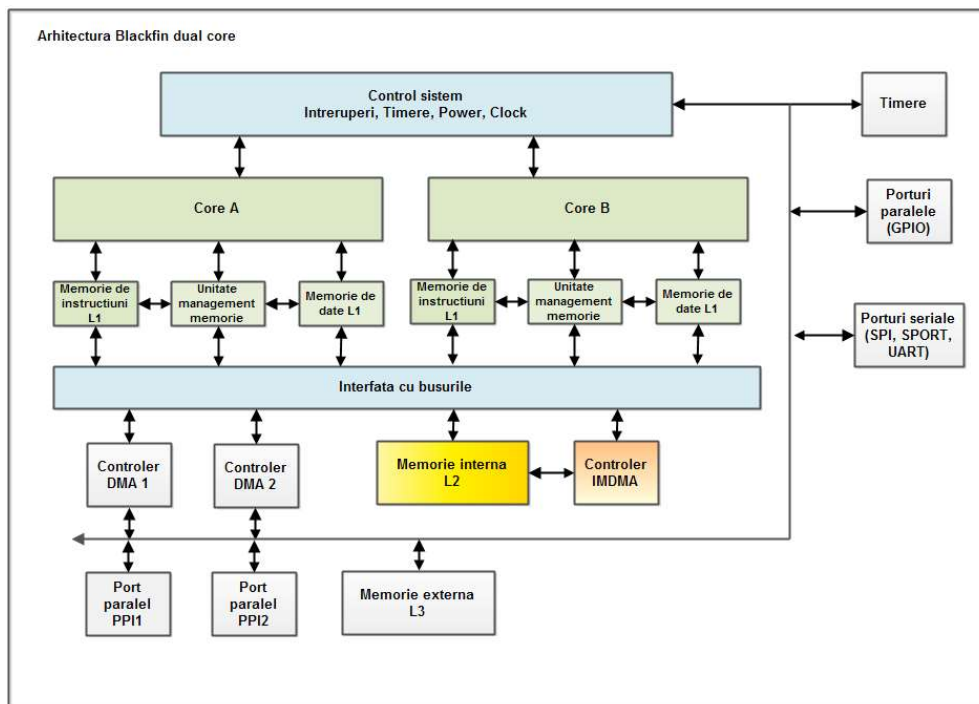 Arhitectura Blackfin dual core
Control sistem
Intreruperi, Timere, Power, Clock
Timere
Core A
Core B
Porturi
paralele
(GPIO)
Memorie de
instructiuni
L1
Unitate
management
memorie
Memorie de
date L1
Memorie de
instructiuni
L1
Unitate
management
memorie
Memorie de
date L1
Porturi seriale
(SPI, SPORT,
UART)
Interfata cu busurile
Controler
DMA 1
Controler
DMA 2
Memorie interna
L2
Controler
IMDMA
Port
paralel
PPI1
Port
paralel
PPI2
Memorie externa
L3